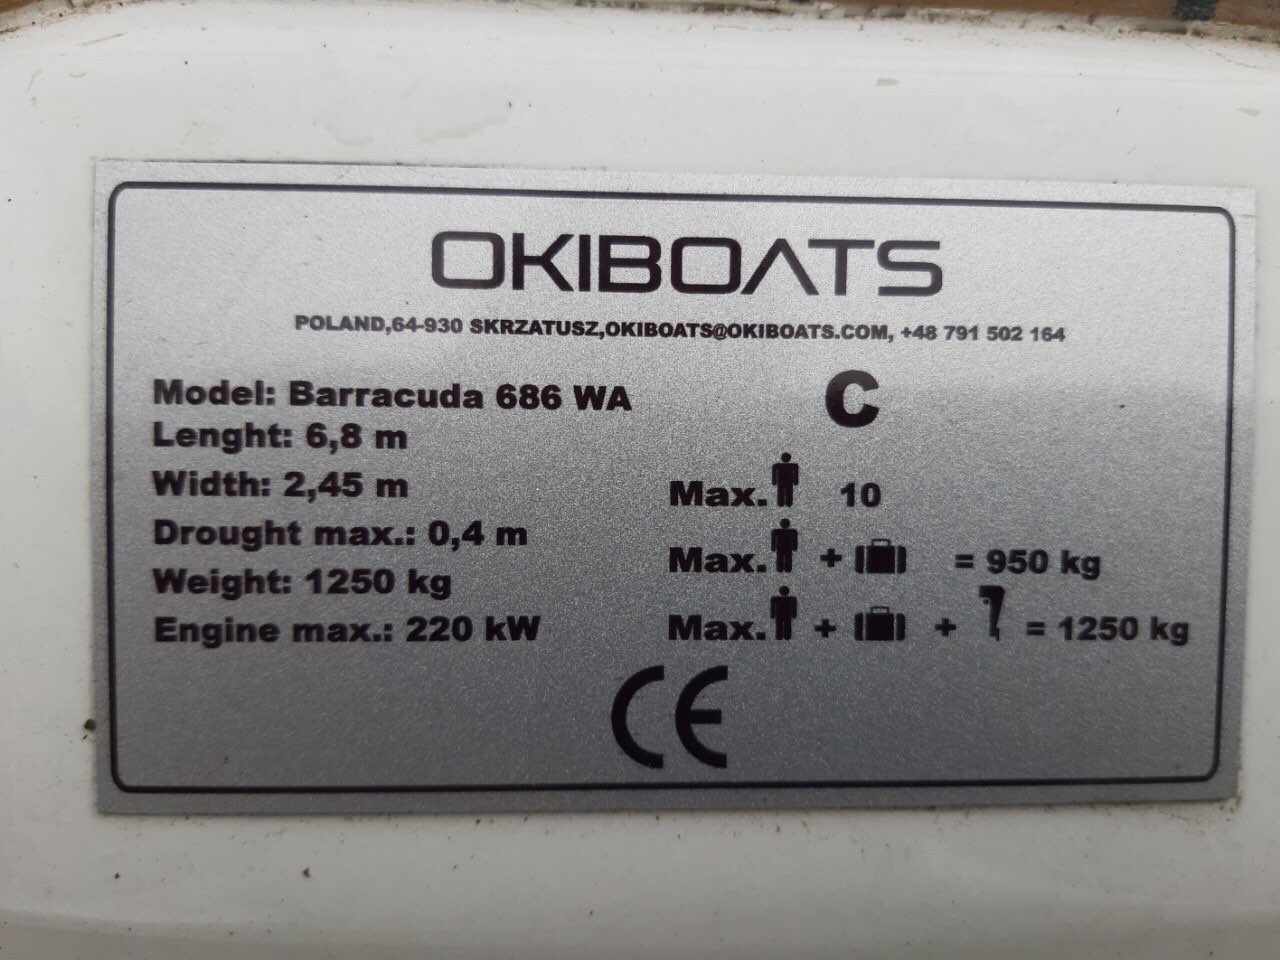 OKIBOATS
POLAND,64-930 SKRZATUSZ,OKIBOATS@OKIBOATS.COM, +48 791 502 164
Model: Barracuda 686 WA
Lenght: 6,8 m
Width: 2,45 m
Drought max.: 0,4 m
Weight: 1250 kg
Engine max.: 220 kW
C
Max. 10
Max. + = 950 kg
Max. + + = 1250 kg
CE